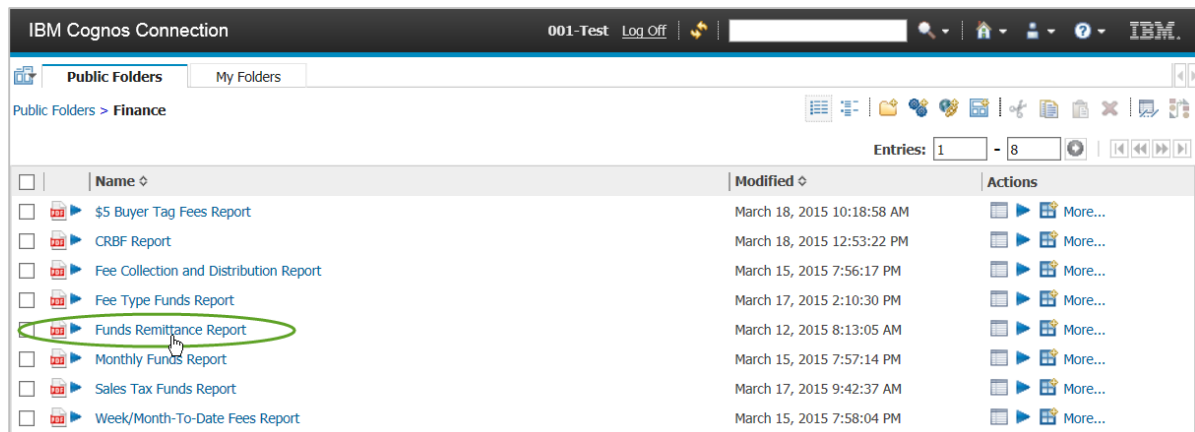 IBM Cognos Connection 001-Test Log Off IBM.
Public Folders My Folders
Public Folders > Finance
Entries: 1 - 8
Name Modified Actions
$5 Buyer Tag Fees Report March 18, 2015 10:18:58 AM More...
CRBF Report March 18, 2015 12:53:22 PM More...
Fee Collection and Distribution Report March 15, 2015 7:56:17 PM More...
Fee Type Funds Report March 17, 2015 2:10:30 PM More...
Funds Remittance Report March 12, 2015 8:13:05 AM More...
Monthly Funds Report March 15, 2015 7:57:14 PM More...
Sales Tax Funds Report March 17, 2015 9:42:37 AM More...
Week/Month-To-Date Fees Report March 15, 2015 7:58:04 PM More...